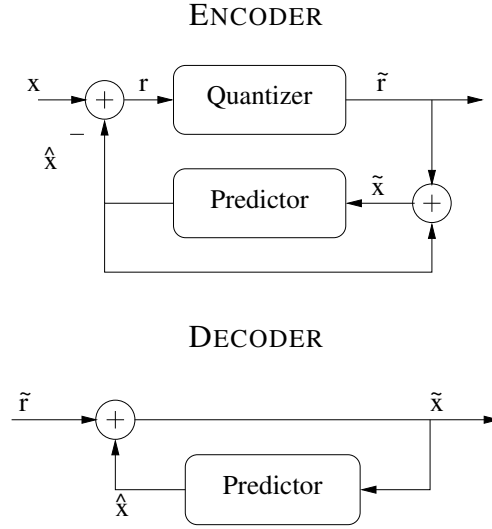 ENCODER
x + r Quantizer r̃
−
x̂
Predictor x̃ +
DECODER
r̃ + x̃
Predictor
x̂